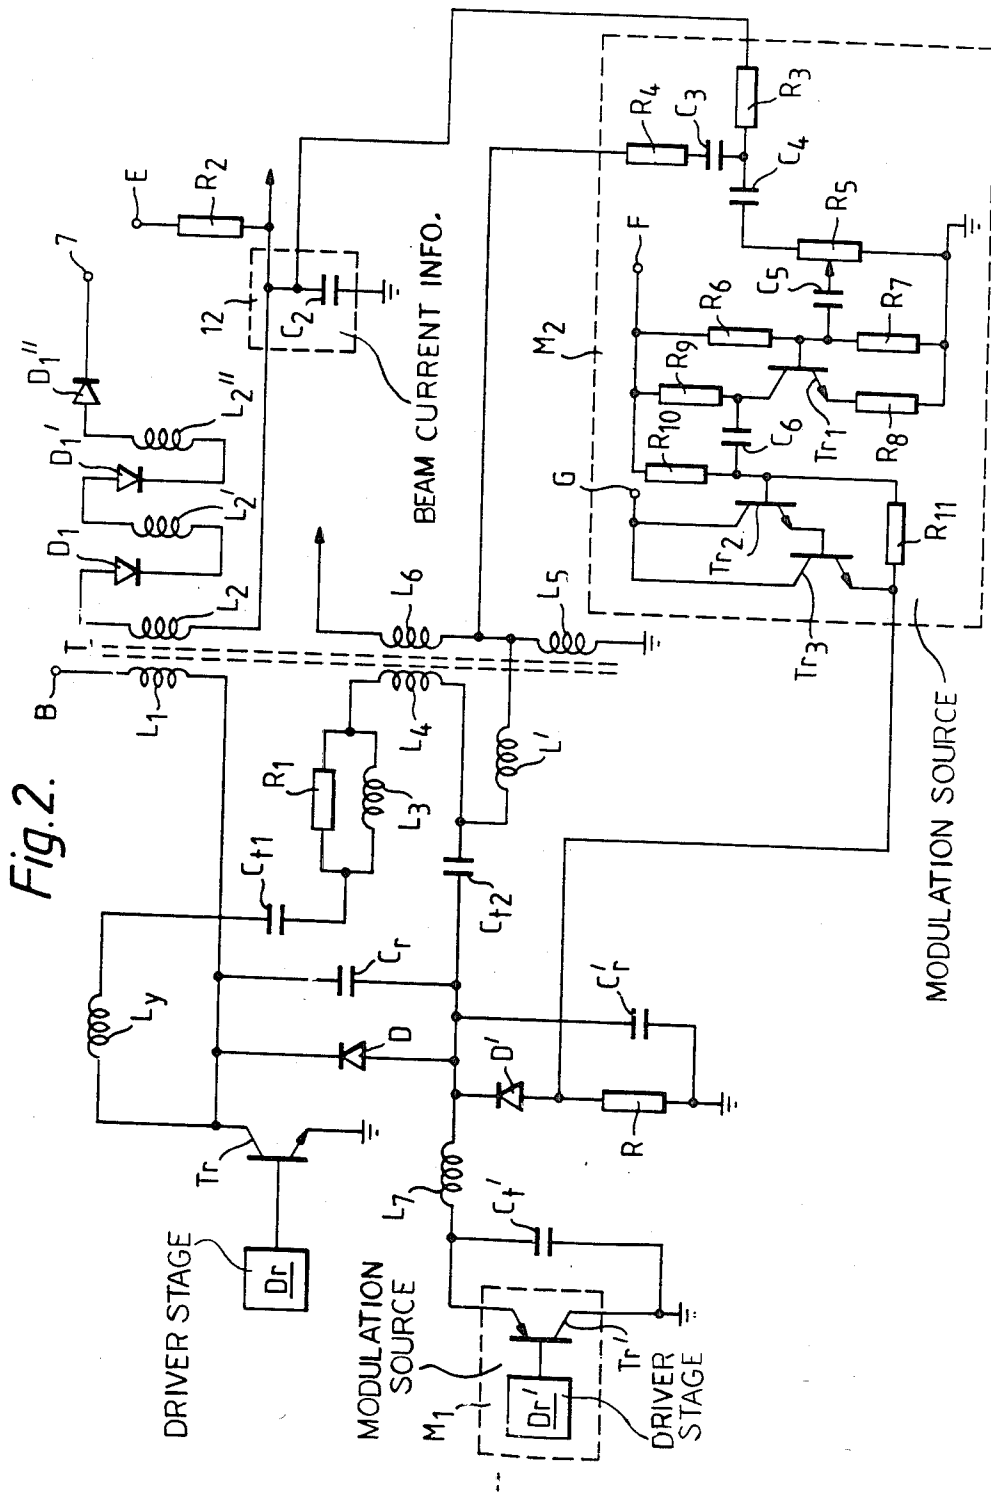 Fig.2.
B
T
L1
L2
D1
L2'
D1'
L2''
D1''
7
E
R2
12
C2
BEAM CURRENT INFO.
Ly
Ct1
R1
L3
L4
L6
L5
L'
Tr
DRIVER STAGE
Dr
D
Cr
Ct2
D'
C'r
R
L7
Ct'
MODULATION
SOURCE
M1
Dr'
Tr'
DRIVER
STAGE
M2
F
G
R4
C3
R3
C4
R5
C5
R6
R7
R9
Tr1
R8
R10
C6
Tr2
Tr3
R11
MODULATION SOURCE